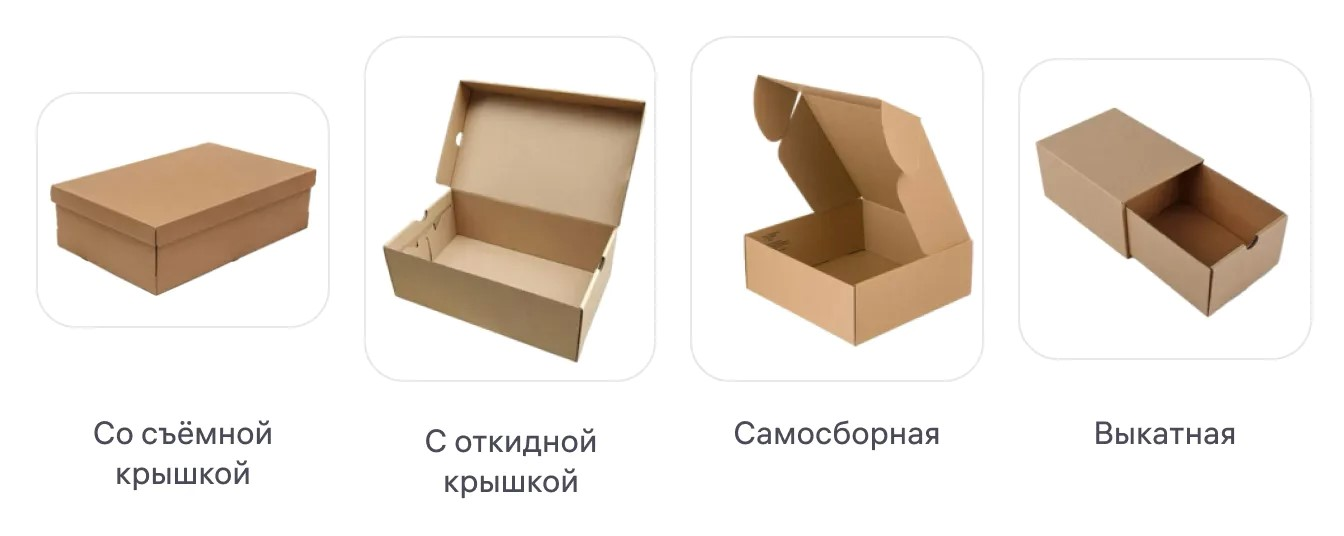 Со съёмной
крышкой
С откидной
крышкой
Самосборная
Выкатная